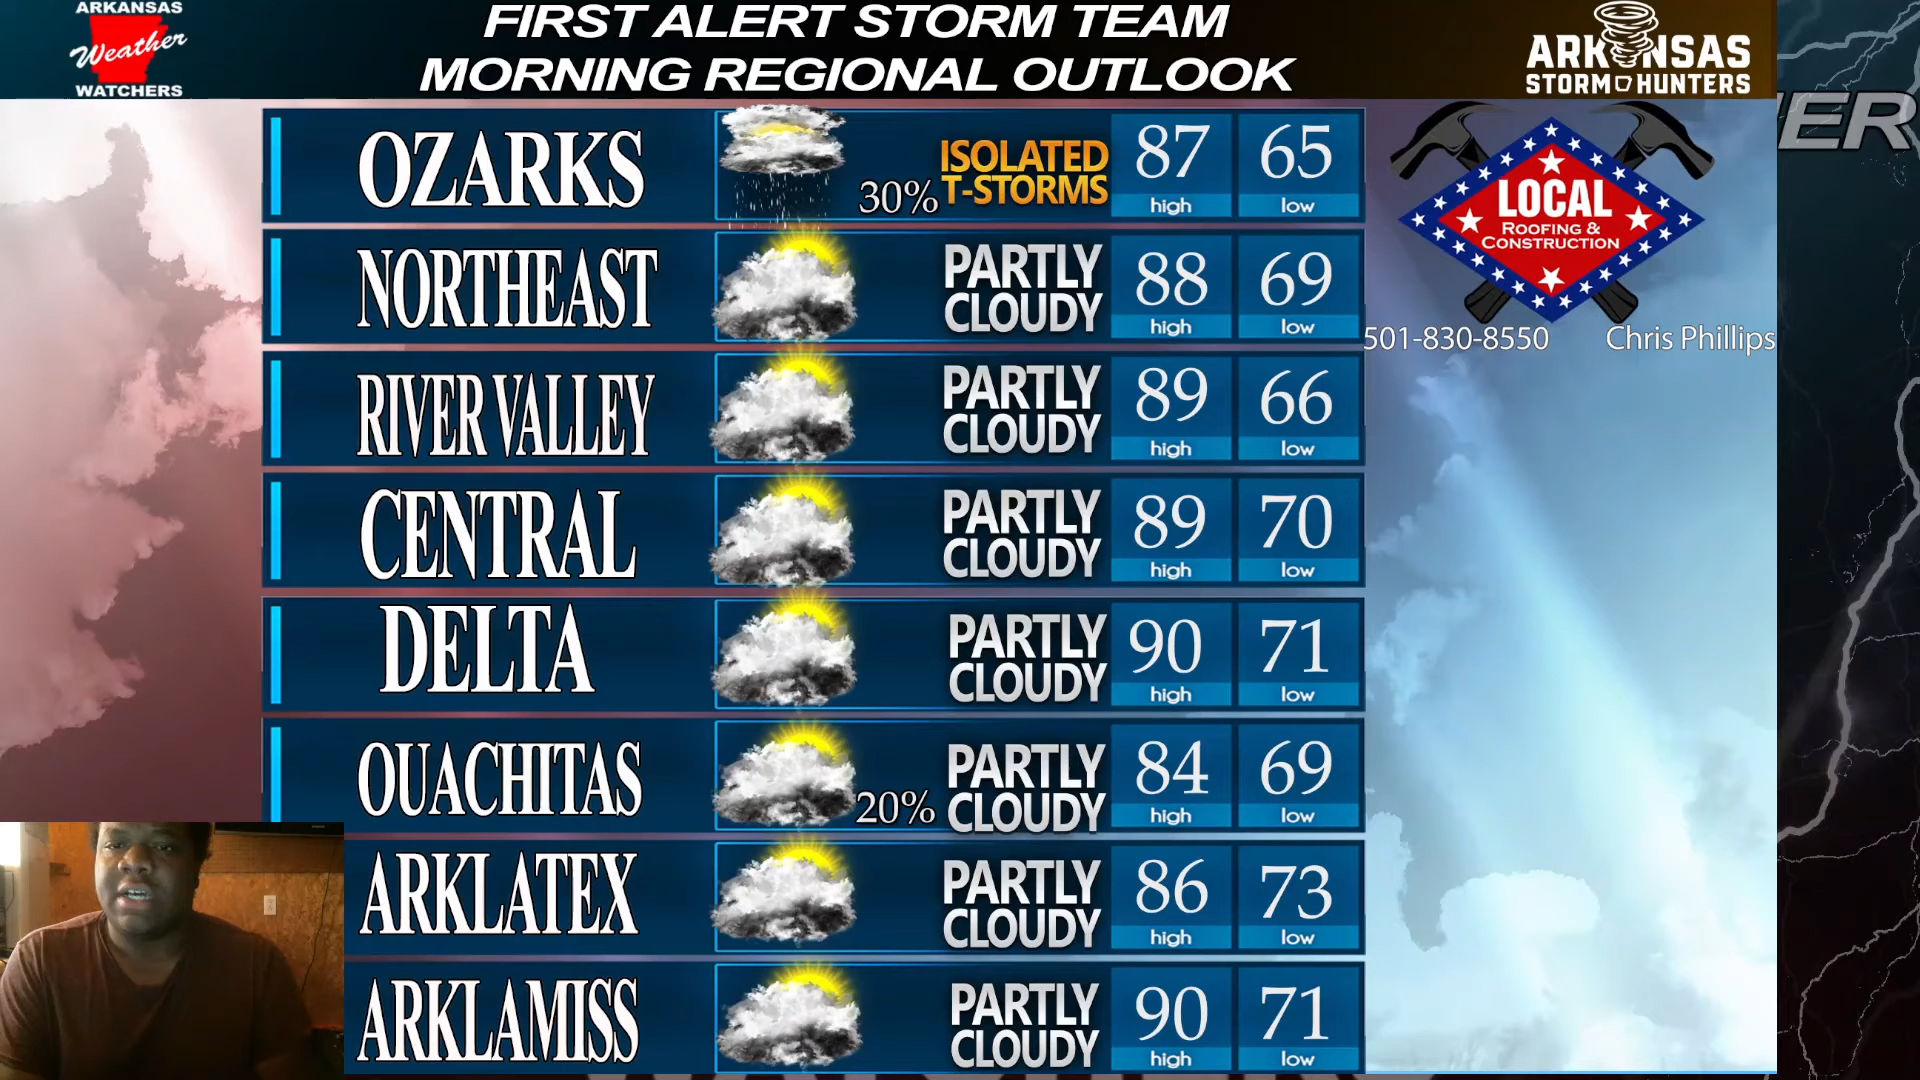 ARKANSAS
Weather
WATCHERS
FIRST ALERT STORM TEAM
MORNING REGIONAL OUTLOOK
ARKANSAS
STORM HUNTERS
ER
LOCAL
ROOFING &
CONSTRUCTION
501-830-8550 Chris Phillips
OZARKS
30%
ISOLATED
T-STORMS
87 65
high low
NORTHEAST
PARTLY
CLOUDY
88 69
high low
RIVER VALLEY
PARTLY
CLOUDY
89 66
high low
CENTRAL
PARTLY
CLOUDY
89 70
high low
DELTA
PARTLY
CLOUDY
90 71
high low
OUACHITAS
20%
PARTLY
CLOUDY
84 69
high low
ARKLATEX
PARTLY
CLOUDY
86 73
high low
ARKLAMISS
PARTLY
CLOUDY
90 71
high low